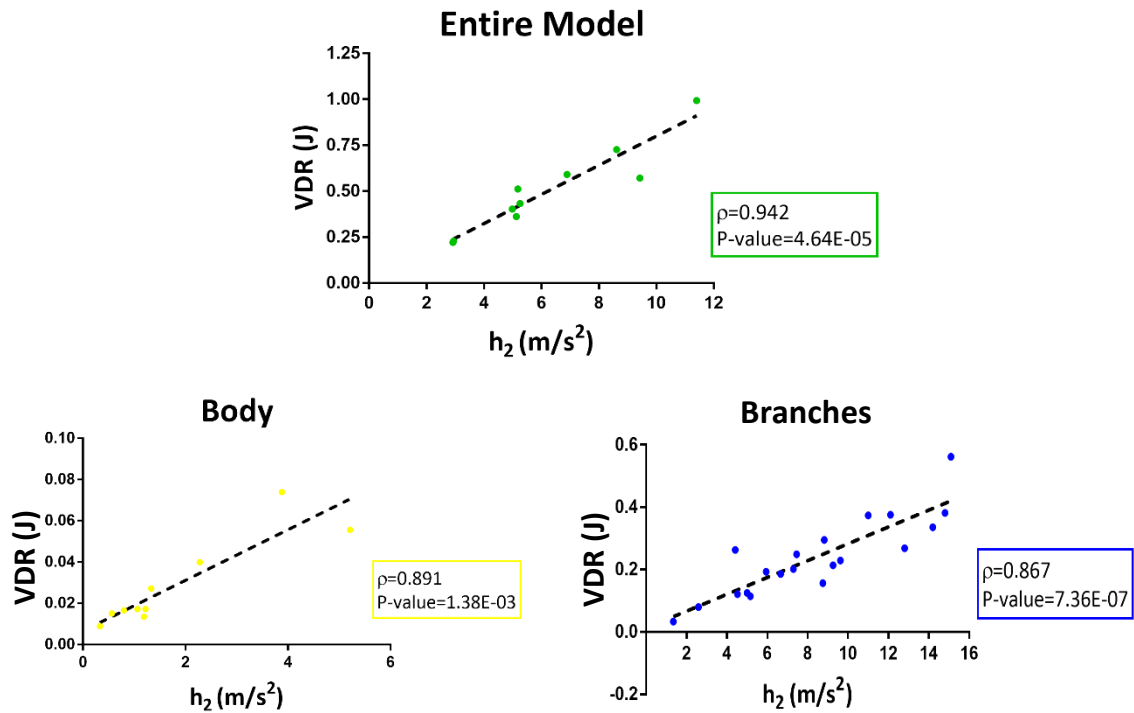 Entire Model
1.25
1.00
0.75
0.50
0.25
0.00
VDR (J)
0 2 4 6 8 10 12
h₂ (m/s²)
ρ=0.942
P-value=4.64E-05
Body
0.10
0.08
0.06
0.04
0.02
0.00
VDR (J)
0 2 4 6
h₂ (m/s²)
ρ=0.891
P-value=1.38E-03
Branches
0.6
0.4
0.2
0.0
-0.2
VDR (J)
2 4 6 8 10 12 14 16
h₂ (m/s²)
ρ=0.867
P-value=7.36E-07